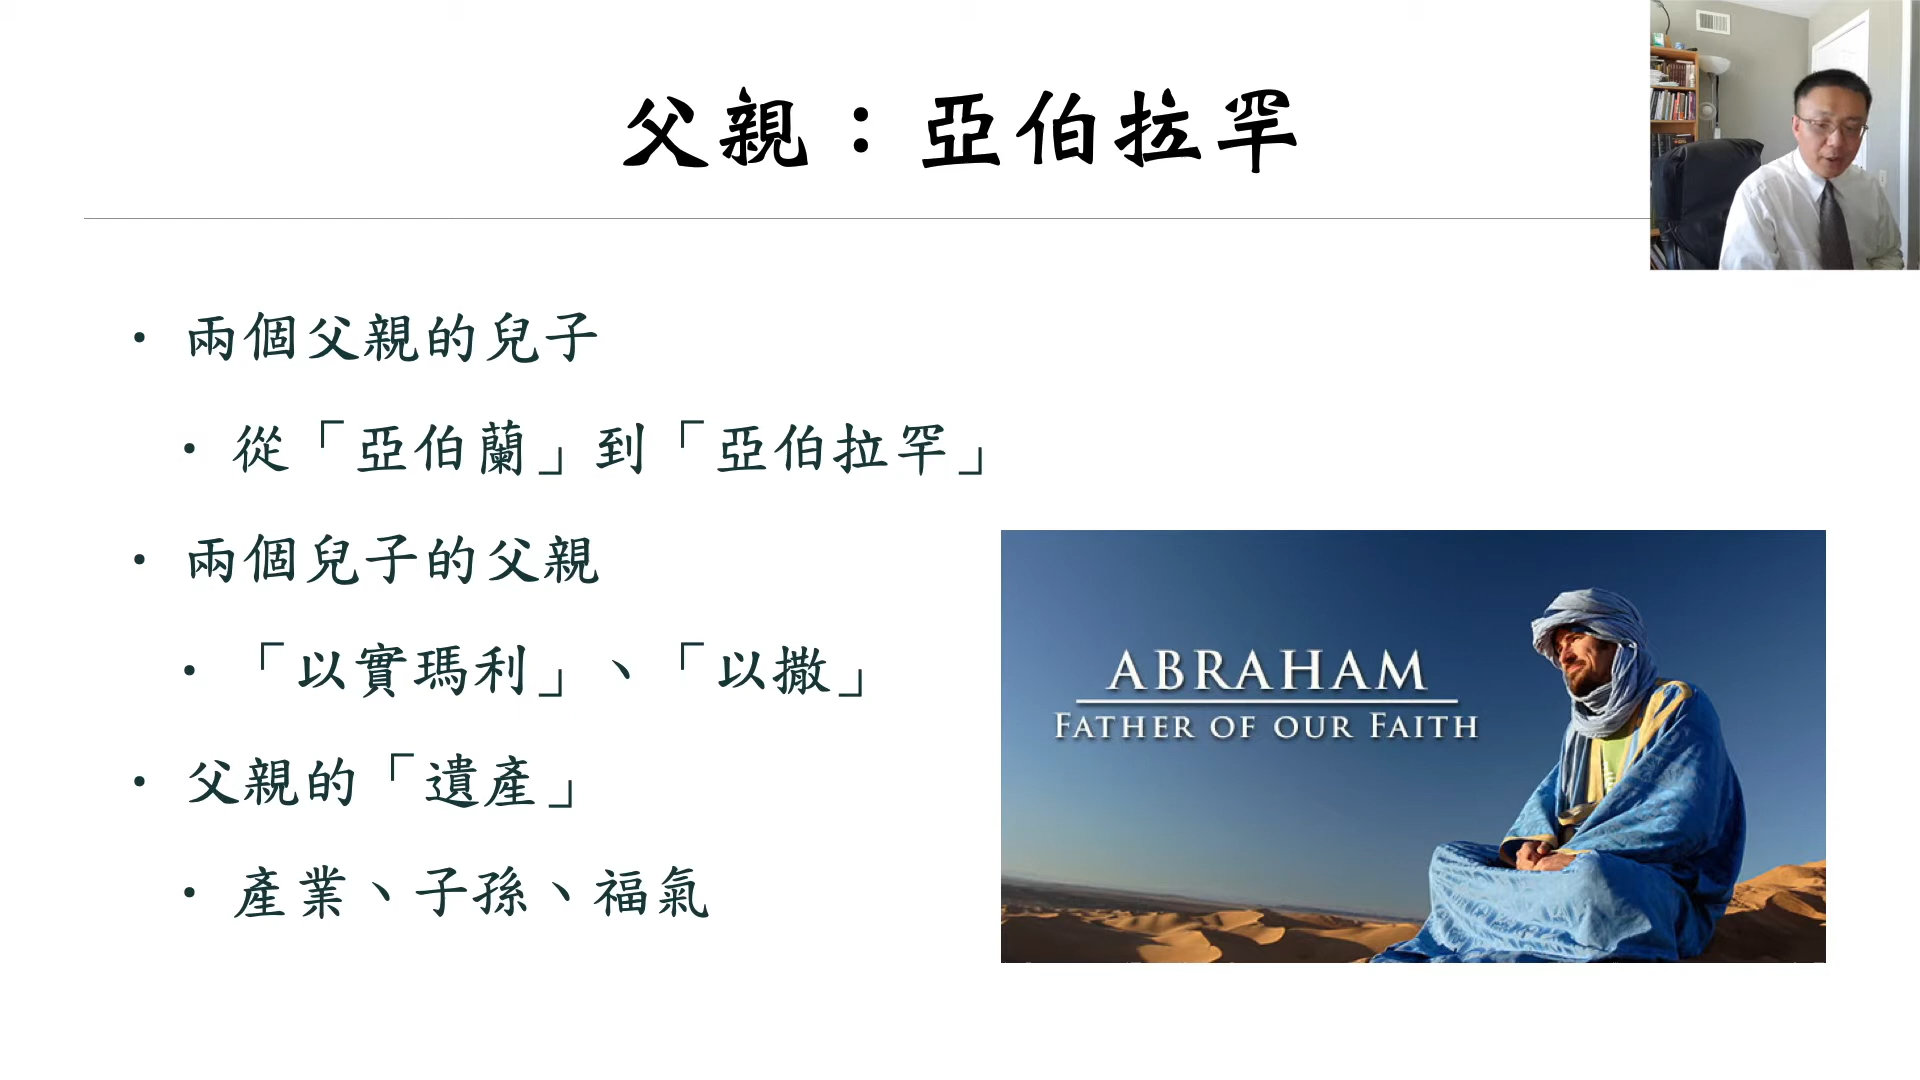 父親：亞伯拉罕
• 兩個父親的兒子
• 從「亞伯蘭」到「亞伯拉罕」
• 兩個兒子的父親
• 「以實瑪利」、「以撒」
• 父親的「遺產」
• 產業、子孫、福氣
ABRAHAM
FATHER OF OUR FAITH